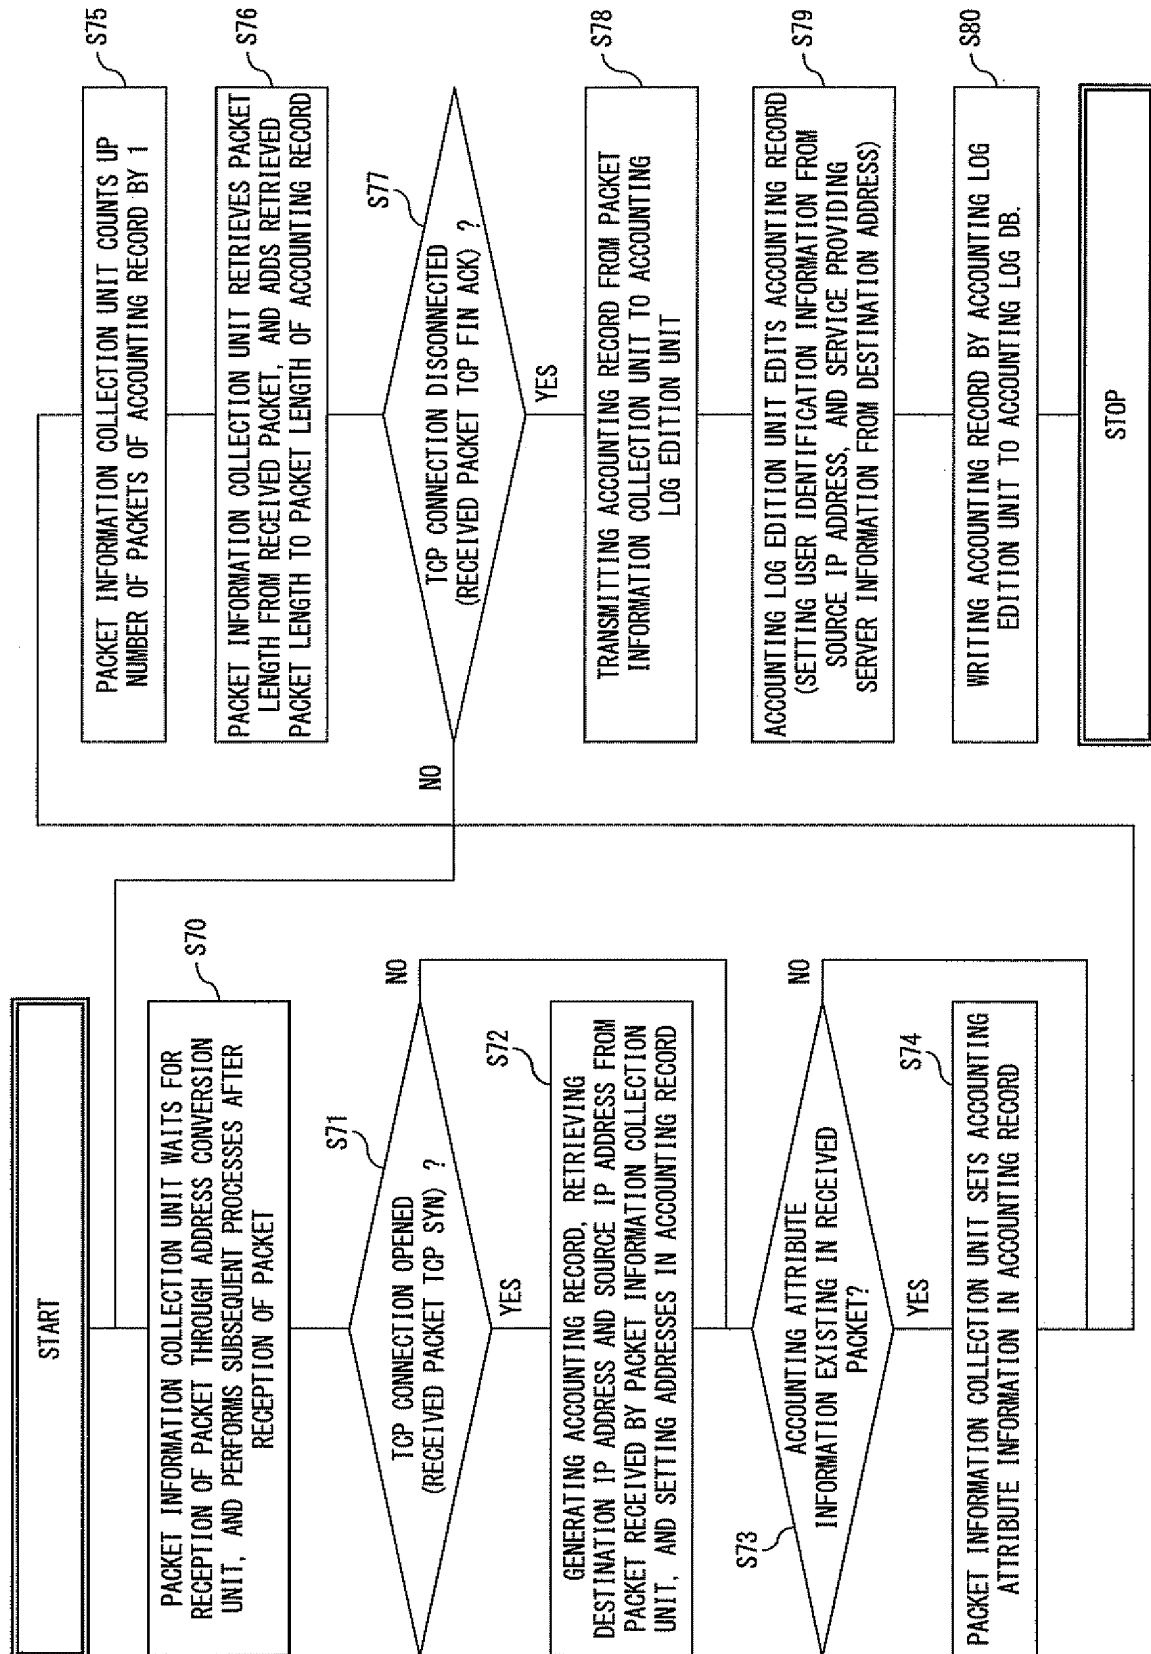 START
PACKET INFORMATION COLLECTION UNIT WAITS FOR
RECEPTION OF PACKET THROUGH ADDRESS CONVERSION
UNIT, AND PERFORMS SUBSEQUENT PROCESSES AFTER
RECEPTION OF PACKET
S70
TCP CONNECTION OPENED
(RECEIVED PACKET TCP SYN) ?
S71
NO
YES
GENERATING ACCOUNTING RECORD, RETRIEVING
DESTINATION IP ADDRESS AND SOURCE IP ADDRESS FROM
PACKET RECEIVED BY PACKET INFORMATION COLLECTION
UNIT, AND SETTING ADDRESSES IN ACCOUNTING RECORD
S72
ACCOUNTING ATTRIBUTE
INFORMATION EXISTING IN RECEIVED
PACKET?
S73
NO
YES
PACKET INFORMATION COLLECTION UNIT SETS ACCOUNTING
ATTRIBUTE INFORMATION IN ACCOUNTING RECORD
S74
PACKET INFORMATION COLLECTION UNIT COUNTS UP
NUMBER OF PACKETS OF ACCOUNTING RECORD BY 1
S75
PACKET INFORMATION COLLECTION UNIT RETRIEVES PACKET
LENGTH FROM RECEIVED PACKET, AND ADDS RETRIEVED
PACKET LENGTH TO PACKET LENGTH OF ACCOUNTING RECORD
S76
TCP CONNECTION DISCONNECTED
(RECEIVED PACKET TCP FIN ACK) ?
S77
NO
YES
TRANSMITTING ACCOUNTING RECORD FROM PACKET
INFORMATION COLLECTION UNIT TO ACCOUNTING
LOG EDITION UNIT
S78
ACCOUNTING LOG EDITION UNIT EDITS ACCOUNTING RECORD
(SETTING USER IDENTIFICATION INFORMATION FROM
SOURCE IP ADDRESS, AND SERVICE PROVIDING
SERVER INFORMATION FROM DESTINATION ADDRESS)
S79
WRITING ACCOUNTING RECORD BY ACCOUNTING LOG
EDITION UNIT TO ACCOUNTING LOG DB.
S80
STOP